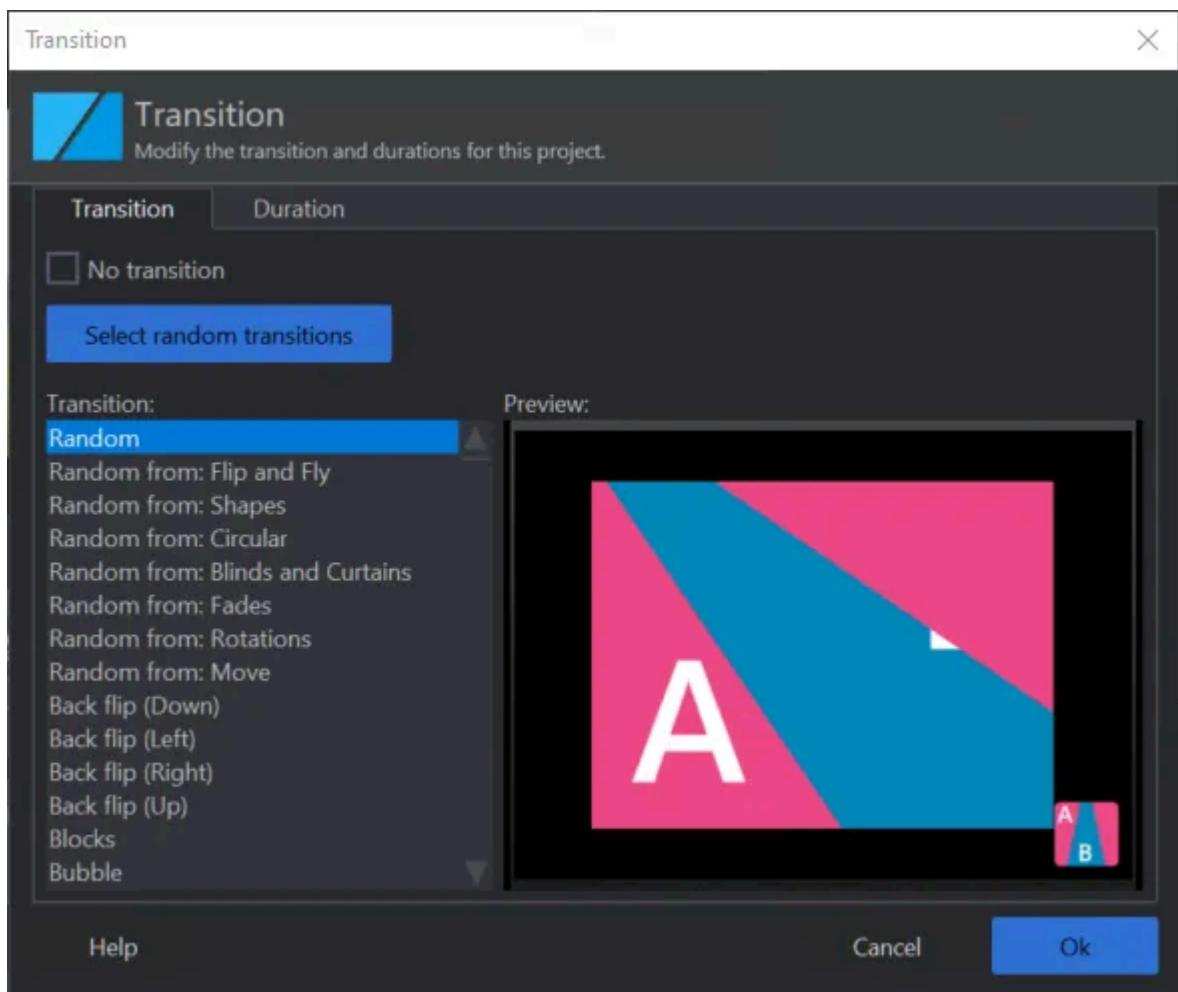 Transition
Transition
Modify the transition and durations for this project.
Transition Duration
No transition
Select random transitions
Transition: Preview:
Random
Random from: Flip and Fly
Random from: Shapes
Random from: Circular
Random from: Blinds and Curtains
Random from: Fades
Random from: Rotations
Random from: Move
Back flip (Down)
Back flip (Left)
Back flip (Right)
Back flip (Up)
Blocks
Bubble
A
A
B
Help Cancel Ok